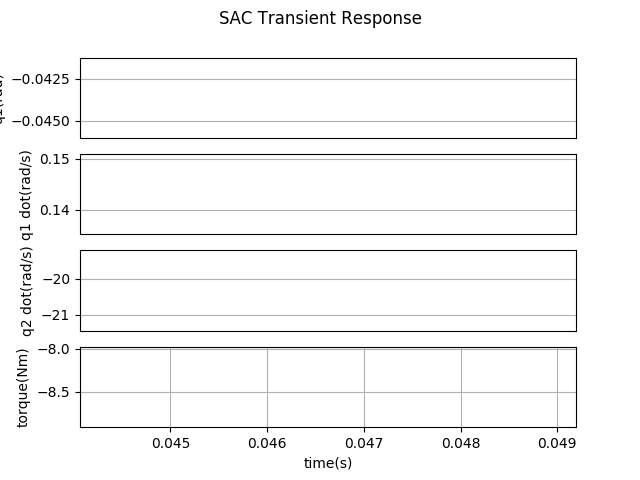 SAC Transient Response
q1(rad)
−0.0425
−0.0450
q1 dot(rad/s)
0.15
0.14
q2 dot(rad/s)
−20
−21
torque(Nm)
−8.0
−8.5
0.045 0.046 0.047 0.048 0.049
time(s)